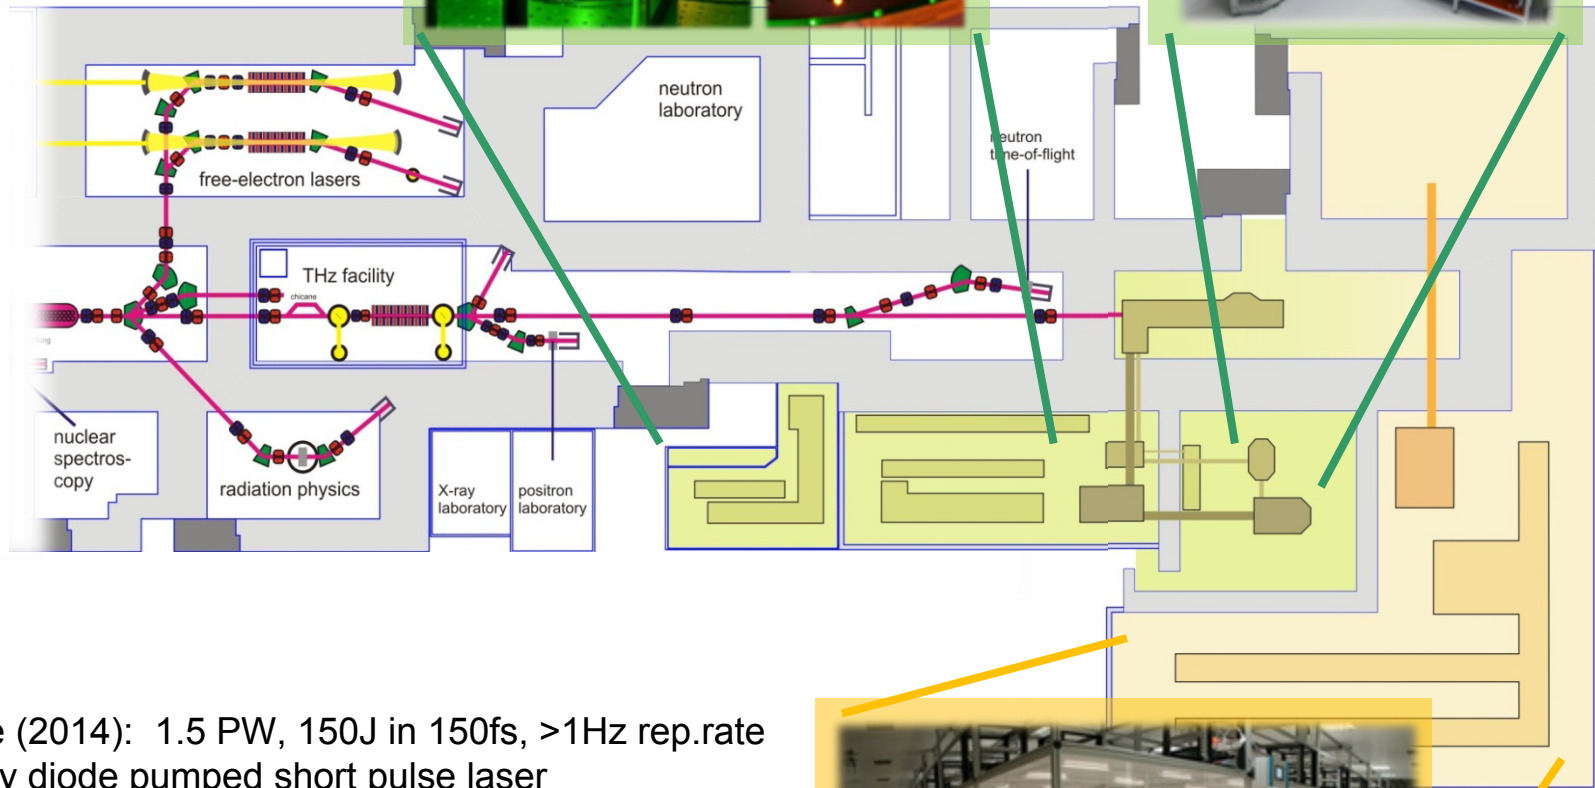 neutron
laboratory
neutron
time-of-flight
free-electron lasers
THz facility
chicane
nuclear
spectros-
copy
radiation physics
X-ray
laboratory
positron
laboratory
(2014):  1.5 PW, 150J in 150fs, >1Hz rep.rate
diode pumped short pulse laser